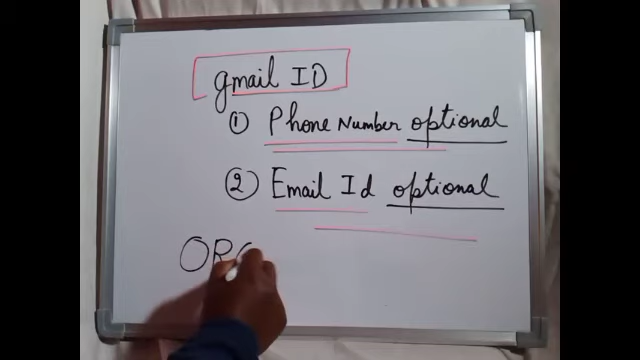 gmail ID
① Phone Number optional
② Email Id optional
OR